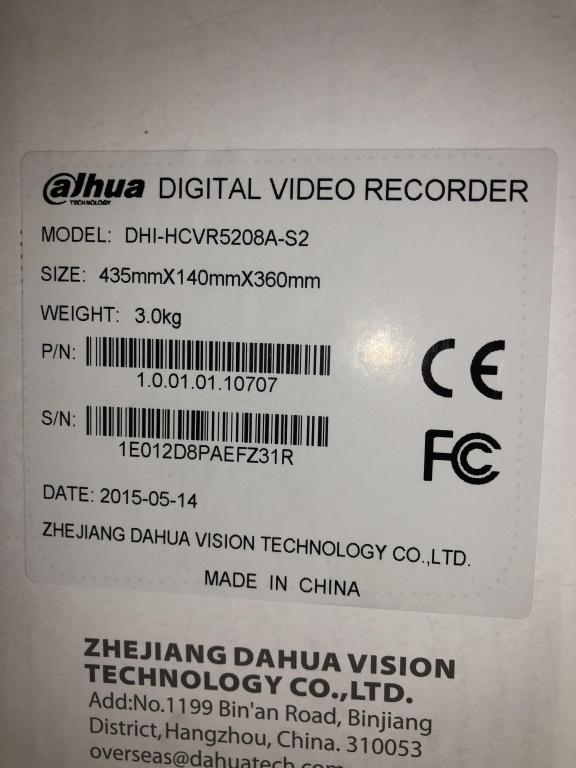 alhua DIGITAL VIDEO RECORDER
TECHNOLOGY
MODEL: DHI-HCVR5208A-S2
SIZE: 435mmX140mmX360mm
WEIGHT: 3.0kg
P/N:
1.0.01.01.10707
S/N:
1E012D8PAEFZ31R
DATE: 2015-05-14
ZHEJIANG DAHUA VISION TECHNOLOGY CO.,LTD.
MADE IN CHINA
CE
FC
ZHEJIANG DAHUA VISION
TECHNOLOGY CO.,LTD.
Add:No.1199 Bin'an Road, Binjiang
District,Hangzhou, China. 310053
overseas@dahuatech.com